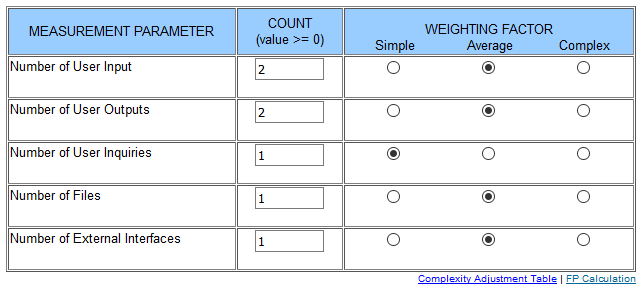 MEASUREMENT PARAMETER
COUNT
(value >= 0)
WEIGHTING FACTOR
Simple Average Complex
Number of User Input 2
Number of User Outputs 2
Number of User Inquiries 1
Number of Files 1
Number of External Interfaces 1
Complexity Adjustment Table | FP Calculation